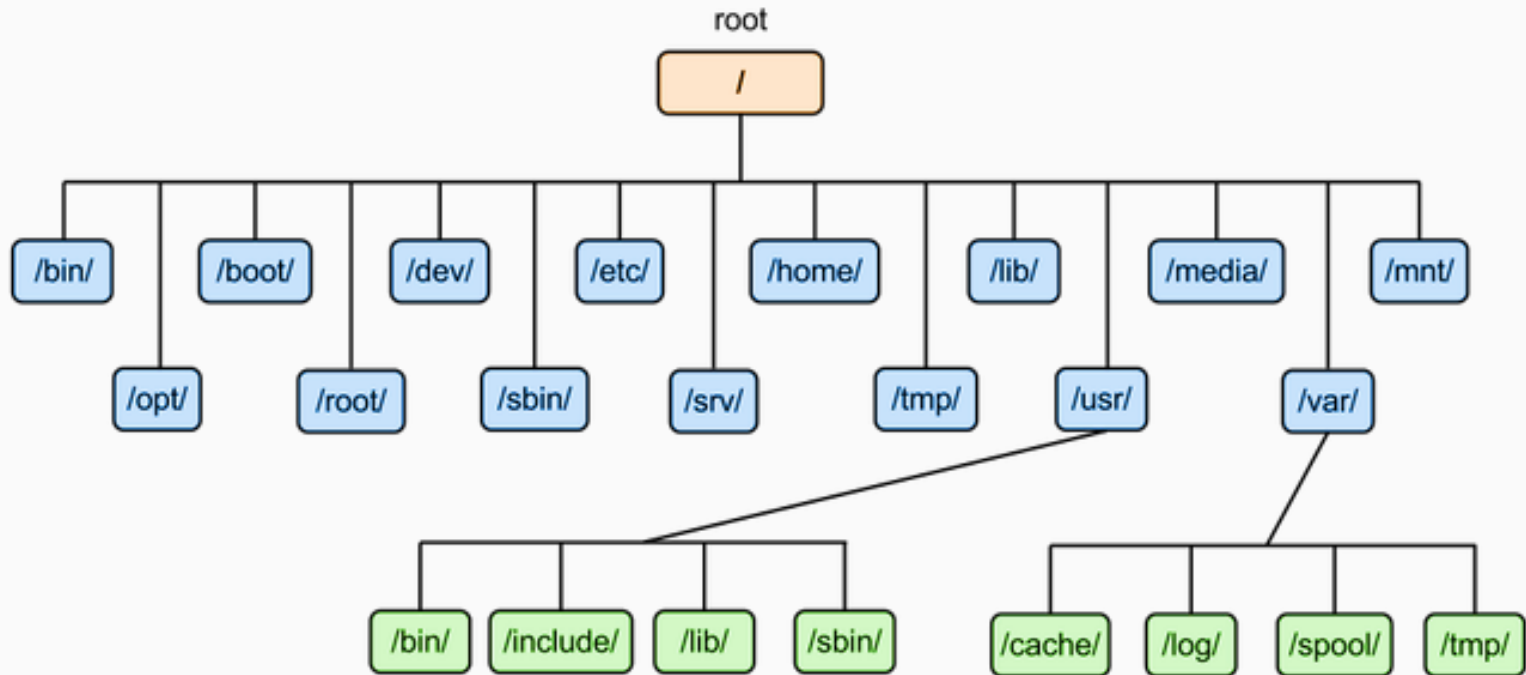 root
/
/bin/ /boot/ /dev/ /etc/ /home/ /lib/ /media/ /mnt/
/opt/ /root/ /sbin/ /srv/ /tmp/ /usr/ /var/
/bin/ /include/ /lib/ /sbin/ /cache/ /log/ /spool/ /tmp/